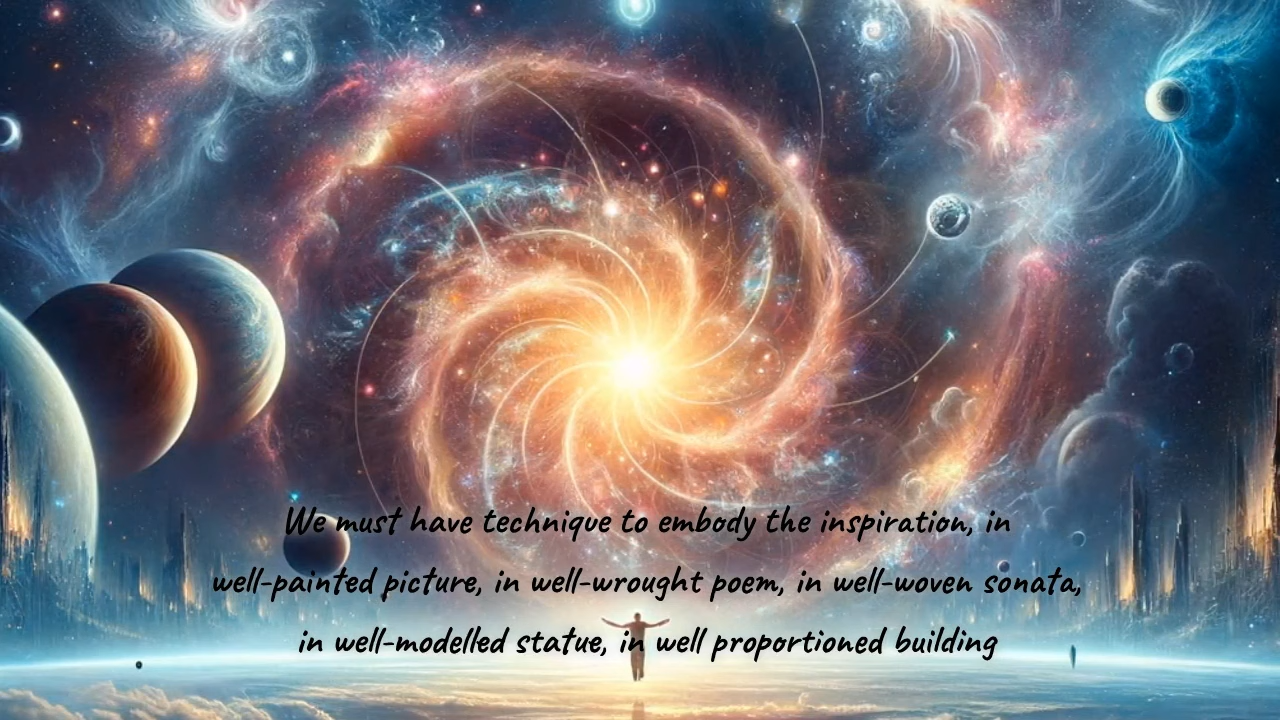 We must have technique to embody the inspiration, in
well-painted picture, in well-wrought poem, in well-woven sonata,
in well-modelled statue, in well proportioned building